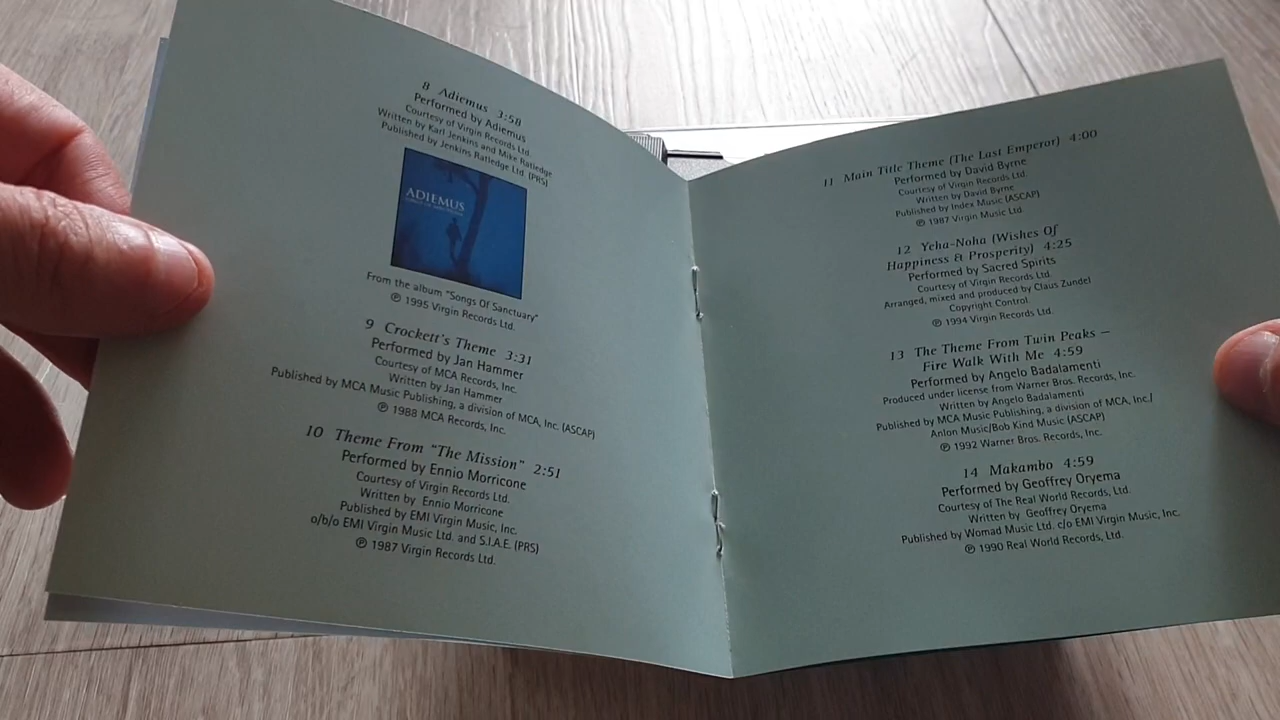 8 Adiemus 3:58
Performed by Adiemus
Courtesy of Virgin Records Ltd.
Written by Karl Jenkins and Mike Ratledge
Published by Jenkins Ratledge Ltd. (PRS)
ADIEMUS
From the album "Songs Of Sanctuary"
℗ 1995 Virgin Records Ltd.
9 Crockett's Theme 3:31
Performed by Jan Hammer
Courtesy of MCA Records, Inc.
Written by Jan Hammer
Published by MCA Music Publishing, a division of MCA, Inc. (ASCAP)
℗ 1988 MCA Records, Inc.
10 Theme From "The Mission" 2:51
Performed by Ennio Morricone
Courtesy of Virgin Records Ltd.
Written by Ennio Morricone
Published by EMI Virgin Music, Inc.
o/b/o EMI Virgin Music Ltd. and S.I.A.E. (PRS)
℗ 1987 Virgin Records Ltd.
11 Main Title Theme (The Last Emperor) 4:00
Performed by David Byrne
Courtesy of Virgin Records Ltd.
Written by David Byrne
Published by Index Music (ASCAP)
℗ 1987 Virgin Music Ltd.
12 Yeha-Noha (Wishes Of
Happiness & Prosperity) 4:25
Performed by Sacred Spirits
Courtesy of Virgin Records Ltd.
Arranged, mixed and produced by Claus Zundel
Copyright Control
℗ 1994 Virgin Records Ltd.
13 The Theme From Twin Peaks –
Fire Walk With Me 4:59
Performed by Angelo Badalamenti
Produced under license from Warner Bros. Records, Inc.
Written by Angelo Badalamenti
Published by MCA Music Publishing, a division of MCA, Inc./
Anlon Music/Bob Kind Music (ASCAP)
℗ 1992 Warner Bros. Records, Inc.
14 Makambo 4:59
Performed by Geoffrey Oryema
Courtesy of The Real World Records, Ltd.
Written by Geoffrey Oryema
Published by Womad Music Ltd. c/o EMI Virgin Music, Inc.
℗ 1990 Real World Records, Ltd.